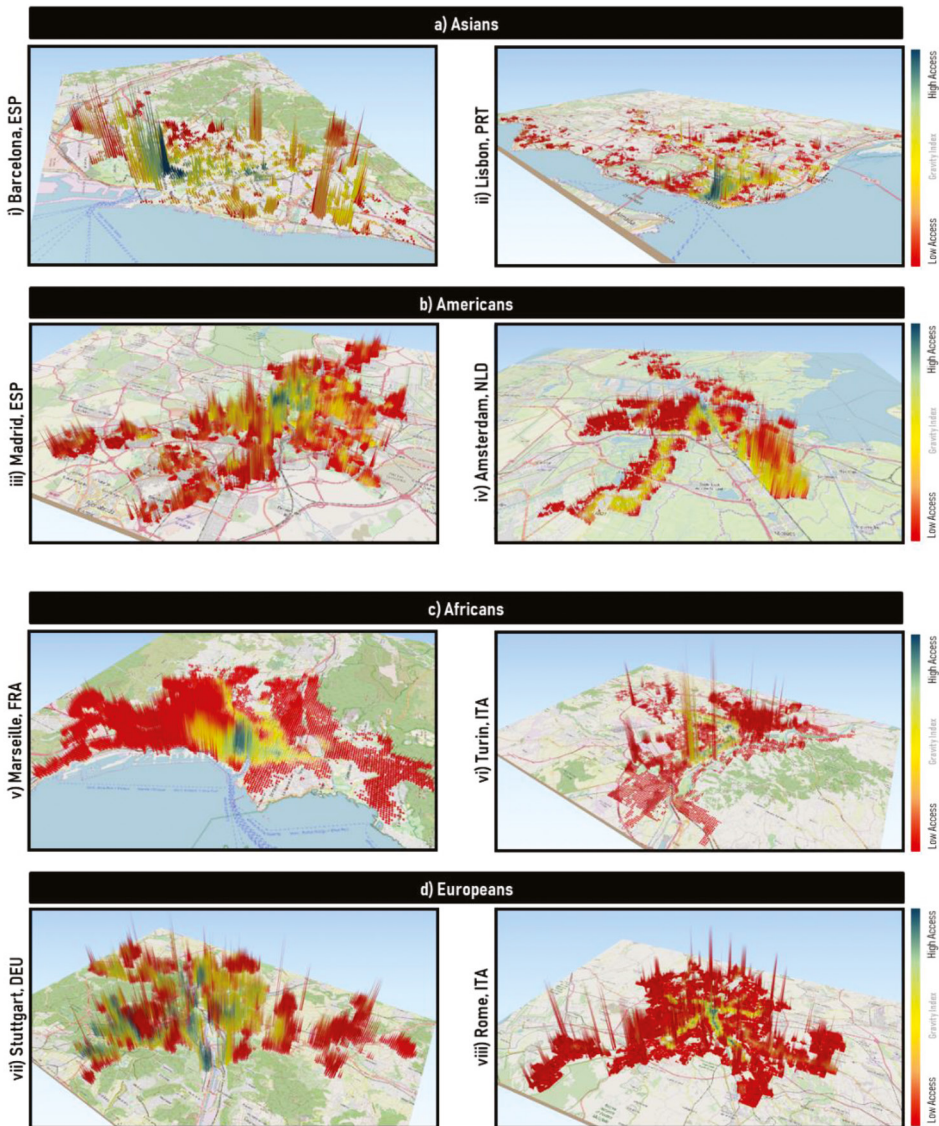 a) Asians
i) Barcelona, ESP
ii) Lisbon, PRT
High Access
Gravity Index
Low Access
b) Americans
iii) Madrid, ESP
iv) Amsterdam, NLD
High Access
Gravity Index
Low Access
c) Africans
v) Marseille, FRA
vi) Turin, ITA
High Access
Gravity Index
Low Access
d) Europeans
vii) Stuttgart, DEU
viii) Rome, ITA
High Access
Gravity Index
Low Access